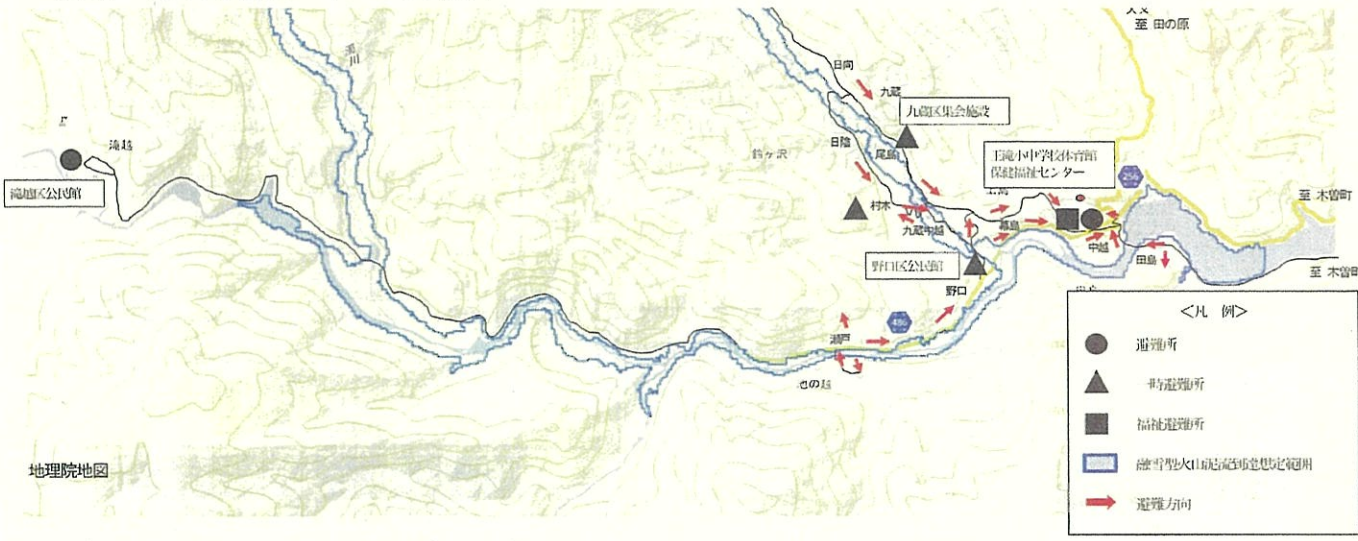 至 田の原
日向
九蔵
九蔵区集会施設
滝越
日陰
尾島
鈴ヶ沢
王滝小中学校体育館
保健福祉センター
256
滝越区公民館
至 木曽町
村木
九蔵中越
幕島
中越
田島
野口区公民館
至 木曽町
野口
486
瀬戸
<凡 例>
避難所
一時避難所
福祉避難所
融雪型火山泥流到達想定範囲
避難方向
地理院地図